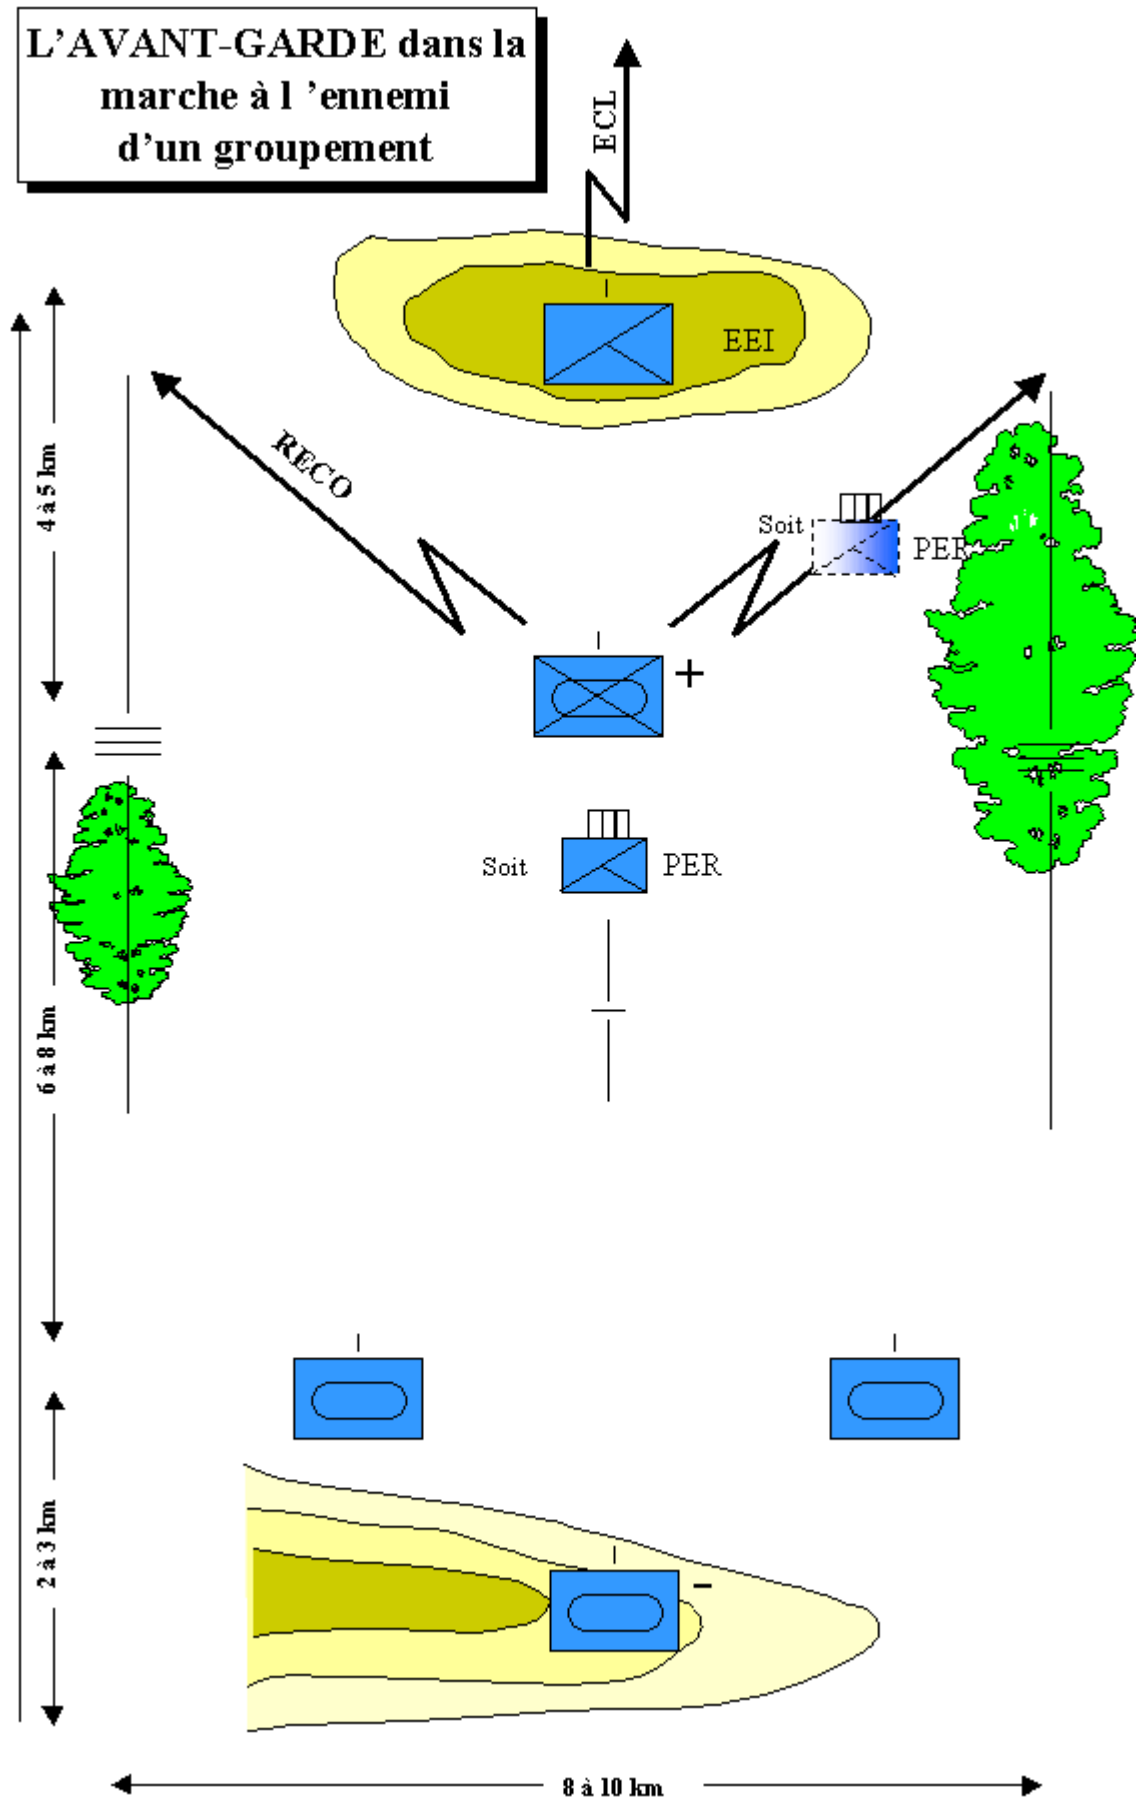 L'AVANT-GARDE dans la
marche à l 'ennemi
d'un groupement
ECL
EEI
RECO
4 à 5 km
Soit
PER
+
Soit
PER
6 à 8 km
2 à 3 km
-
8 à 10 km